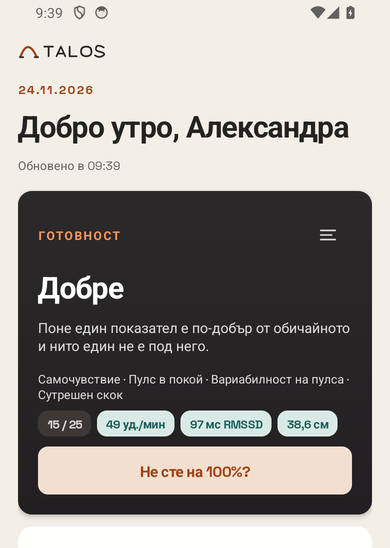 9:39
TALOS
24.11.2026
Добро утро, Александра
Обновено в 09:39
ГОТОВНОСТ
Добре
Поне един показател е по-добър от обичайното
и нито един не е под него.
Самочувствие · Пулс в покой · Вариабилност на пулса ·
Сутрешен скок
15 / 25 49 уд./мин 97 мс RMSSD 38,6 см
Не сте на 100%?